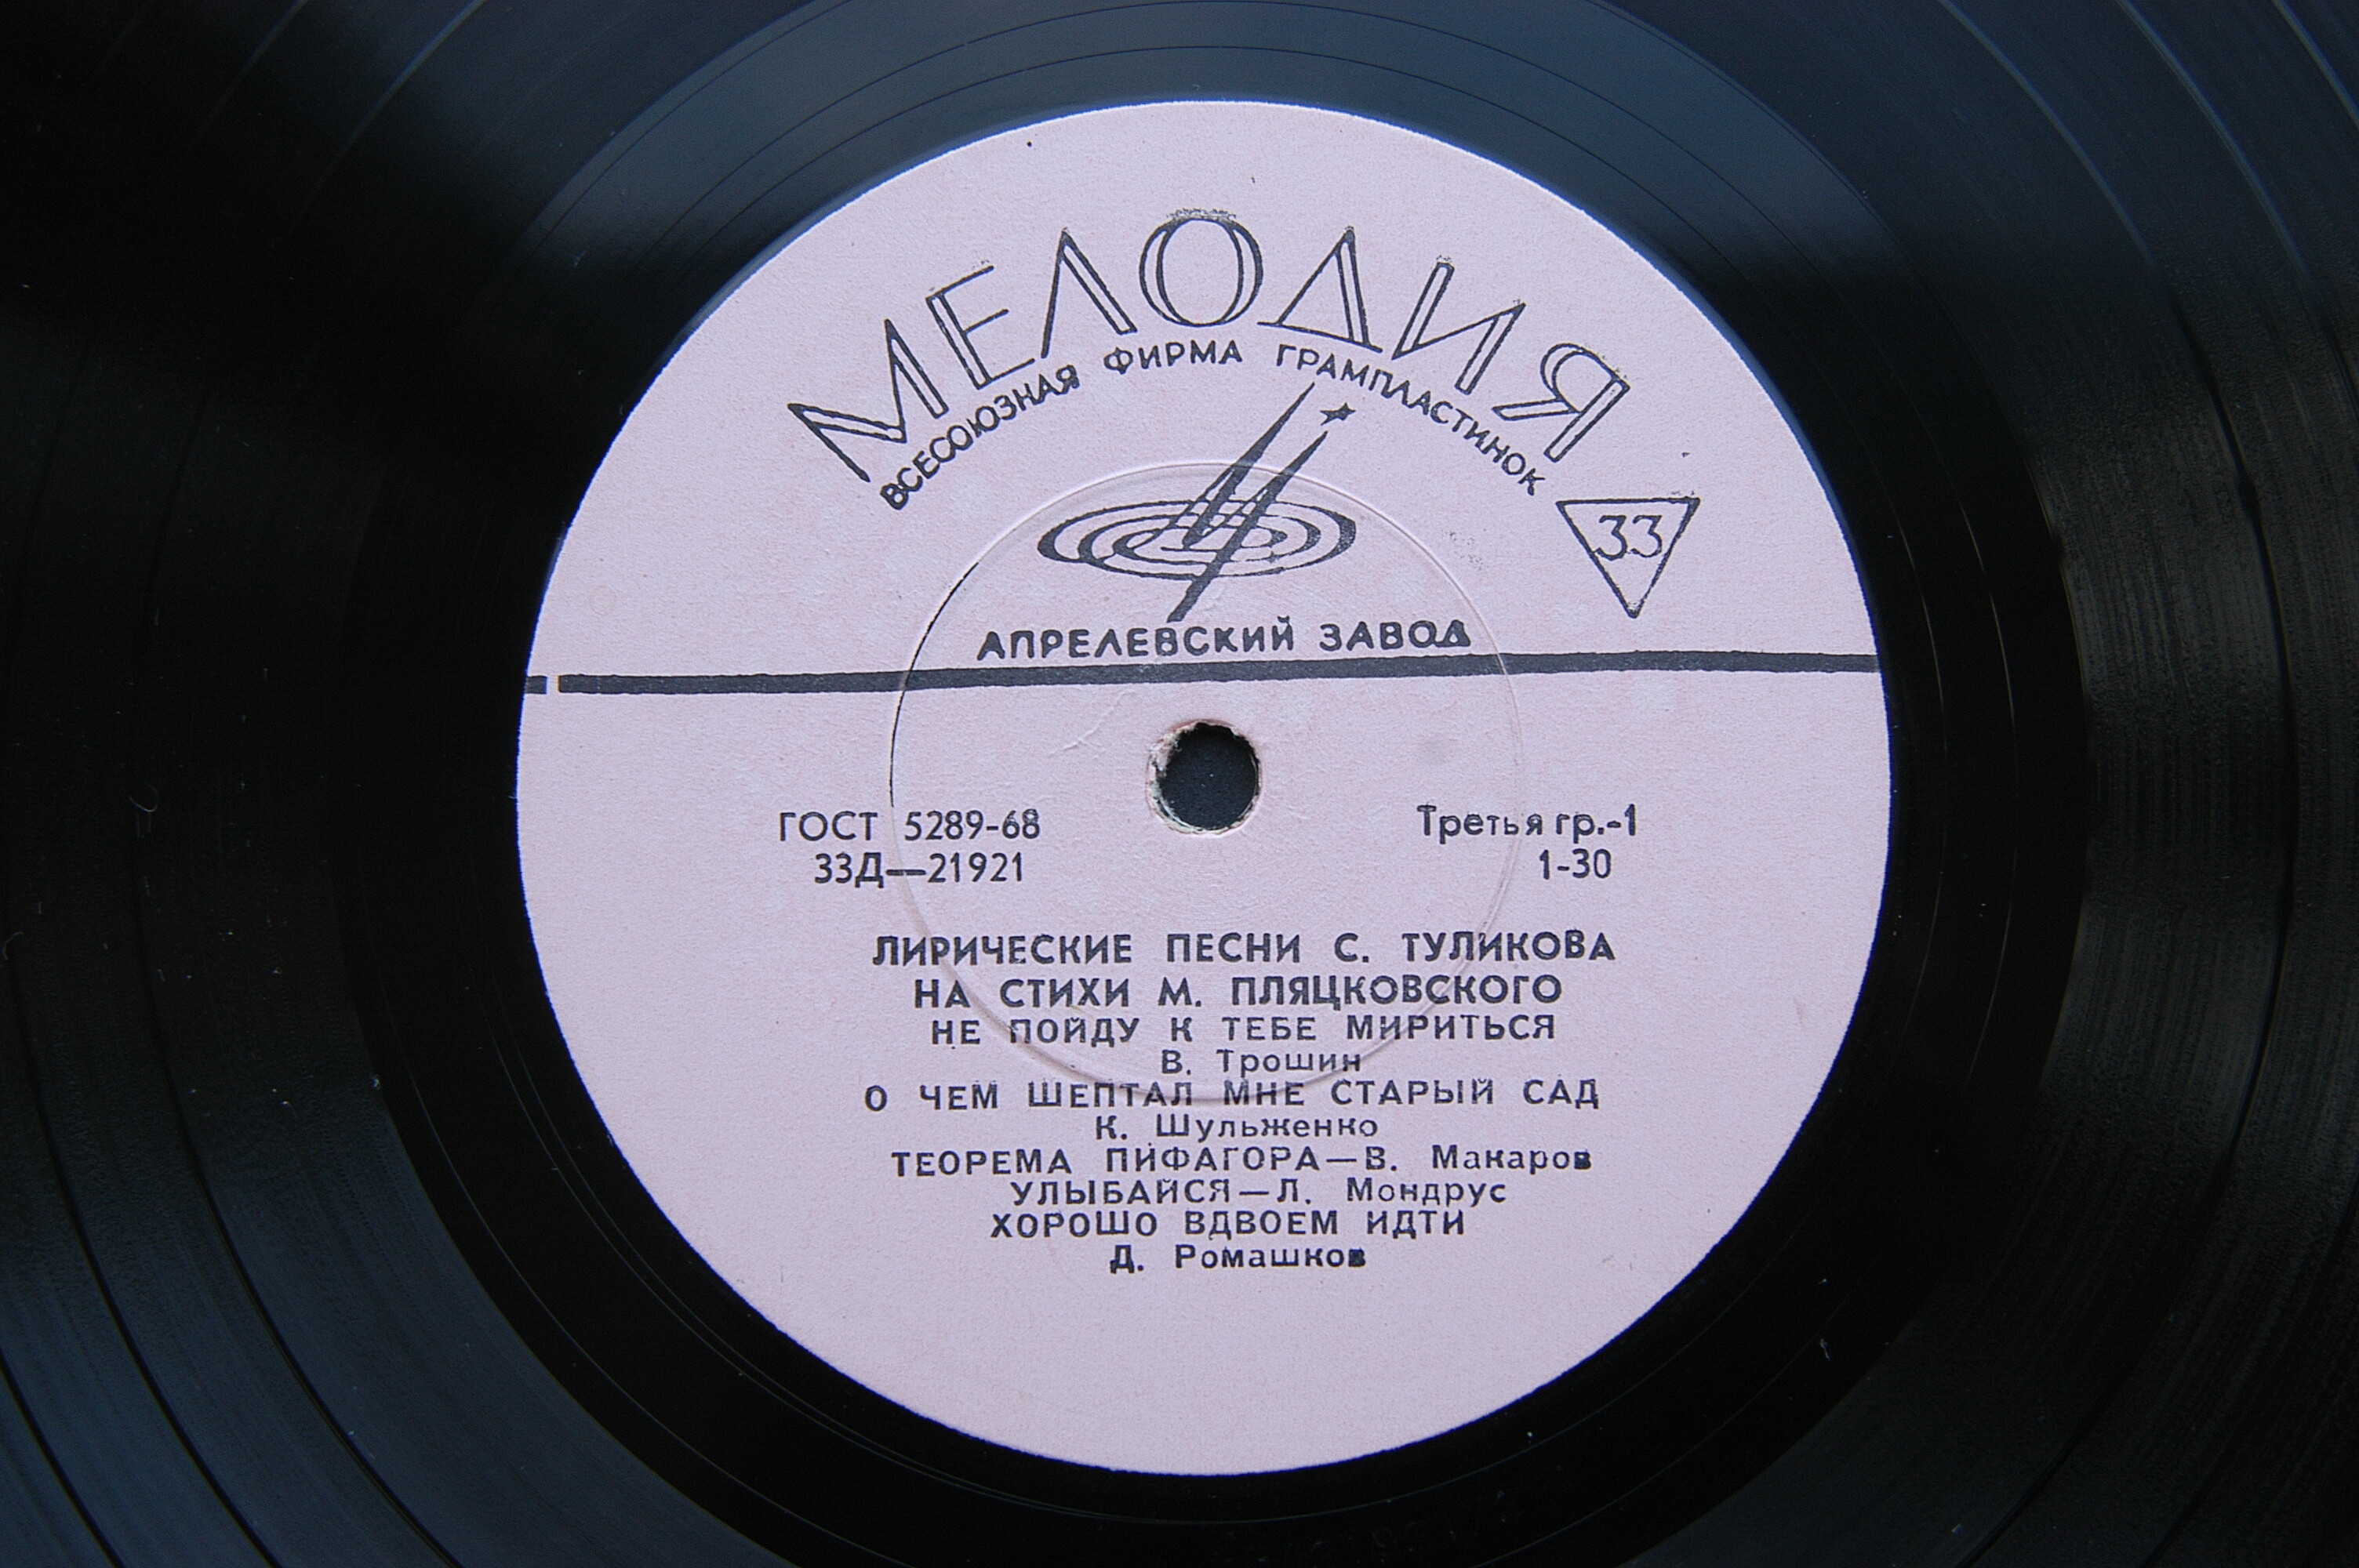 МЕЛОДИЯ
ВСЕСОЮЗНАЯ ФИРМА ГРАМПЛАСТИНОК
33
АПРЕЛЕВСКИЙ ЗАВОД
ГОСТ 5289-68
33Д—21921
Третья гр.-1
1-30
ЛИРИЧЕСКИЕ ПЕСНИ С. ТУЛИКОВА
НА СТИХИ М. ПЛЯЦКОВСКОГО
НЕ ПОЙДУ К ТЕБЕ МИРИТЬСЯ
В. Трошин
О ЧЕМ ШЕПТАЛ МНЕ СТАРЫЙ САД
К. Шульженко
ТЕОРЕМА ПИФАГОРА—В. Макаров
УЛЫБАЙСЯ—Л. Мондрус
ХОРОШО ВДВОЕМ ИДТИ
Д. Ромашков